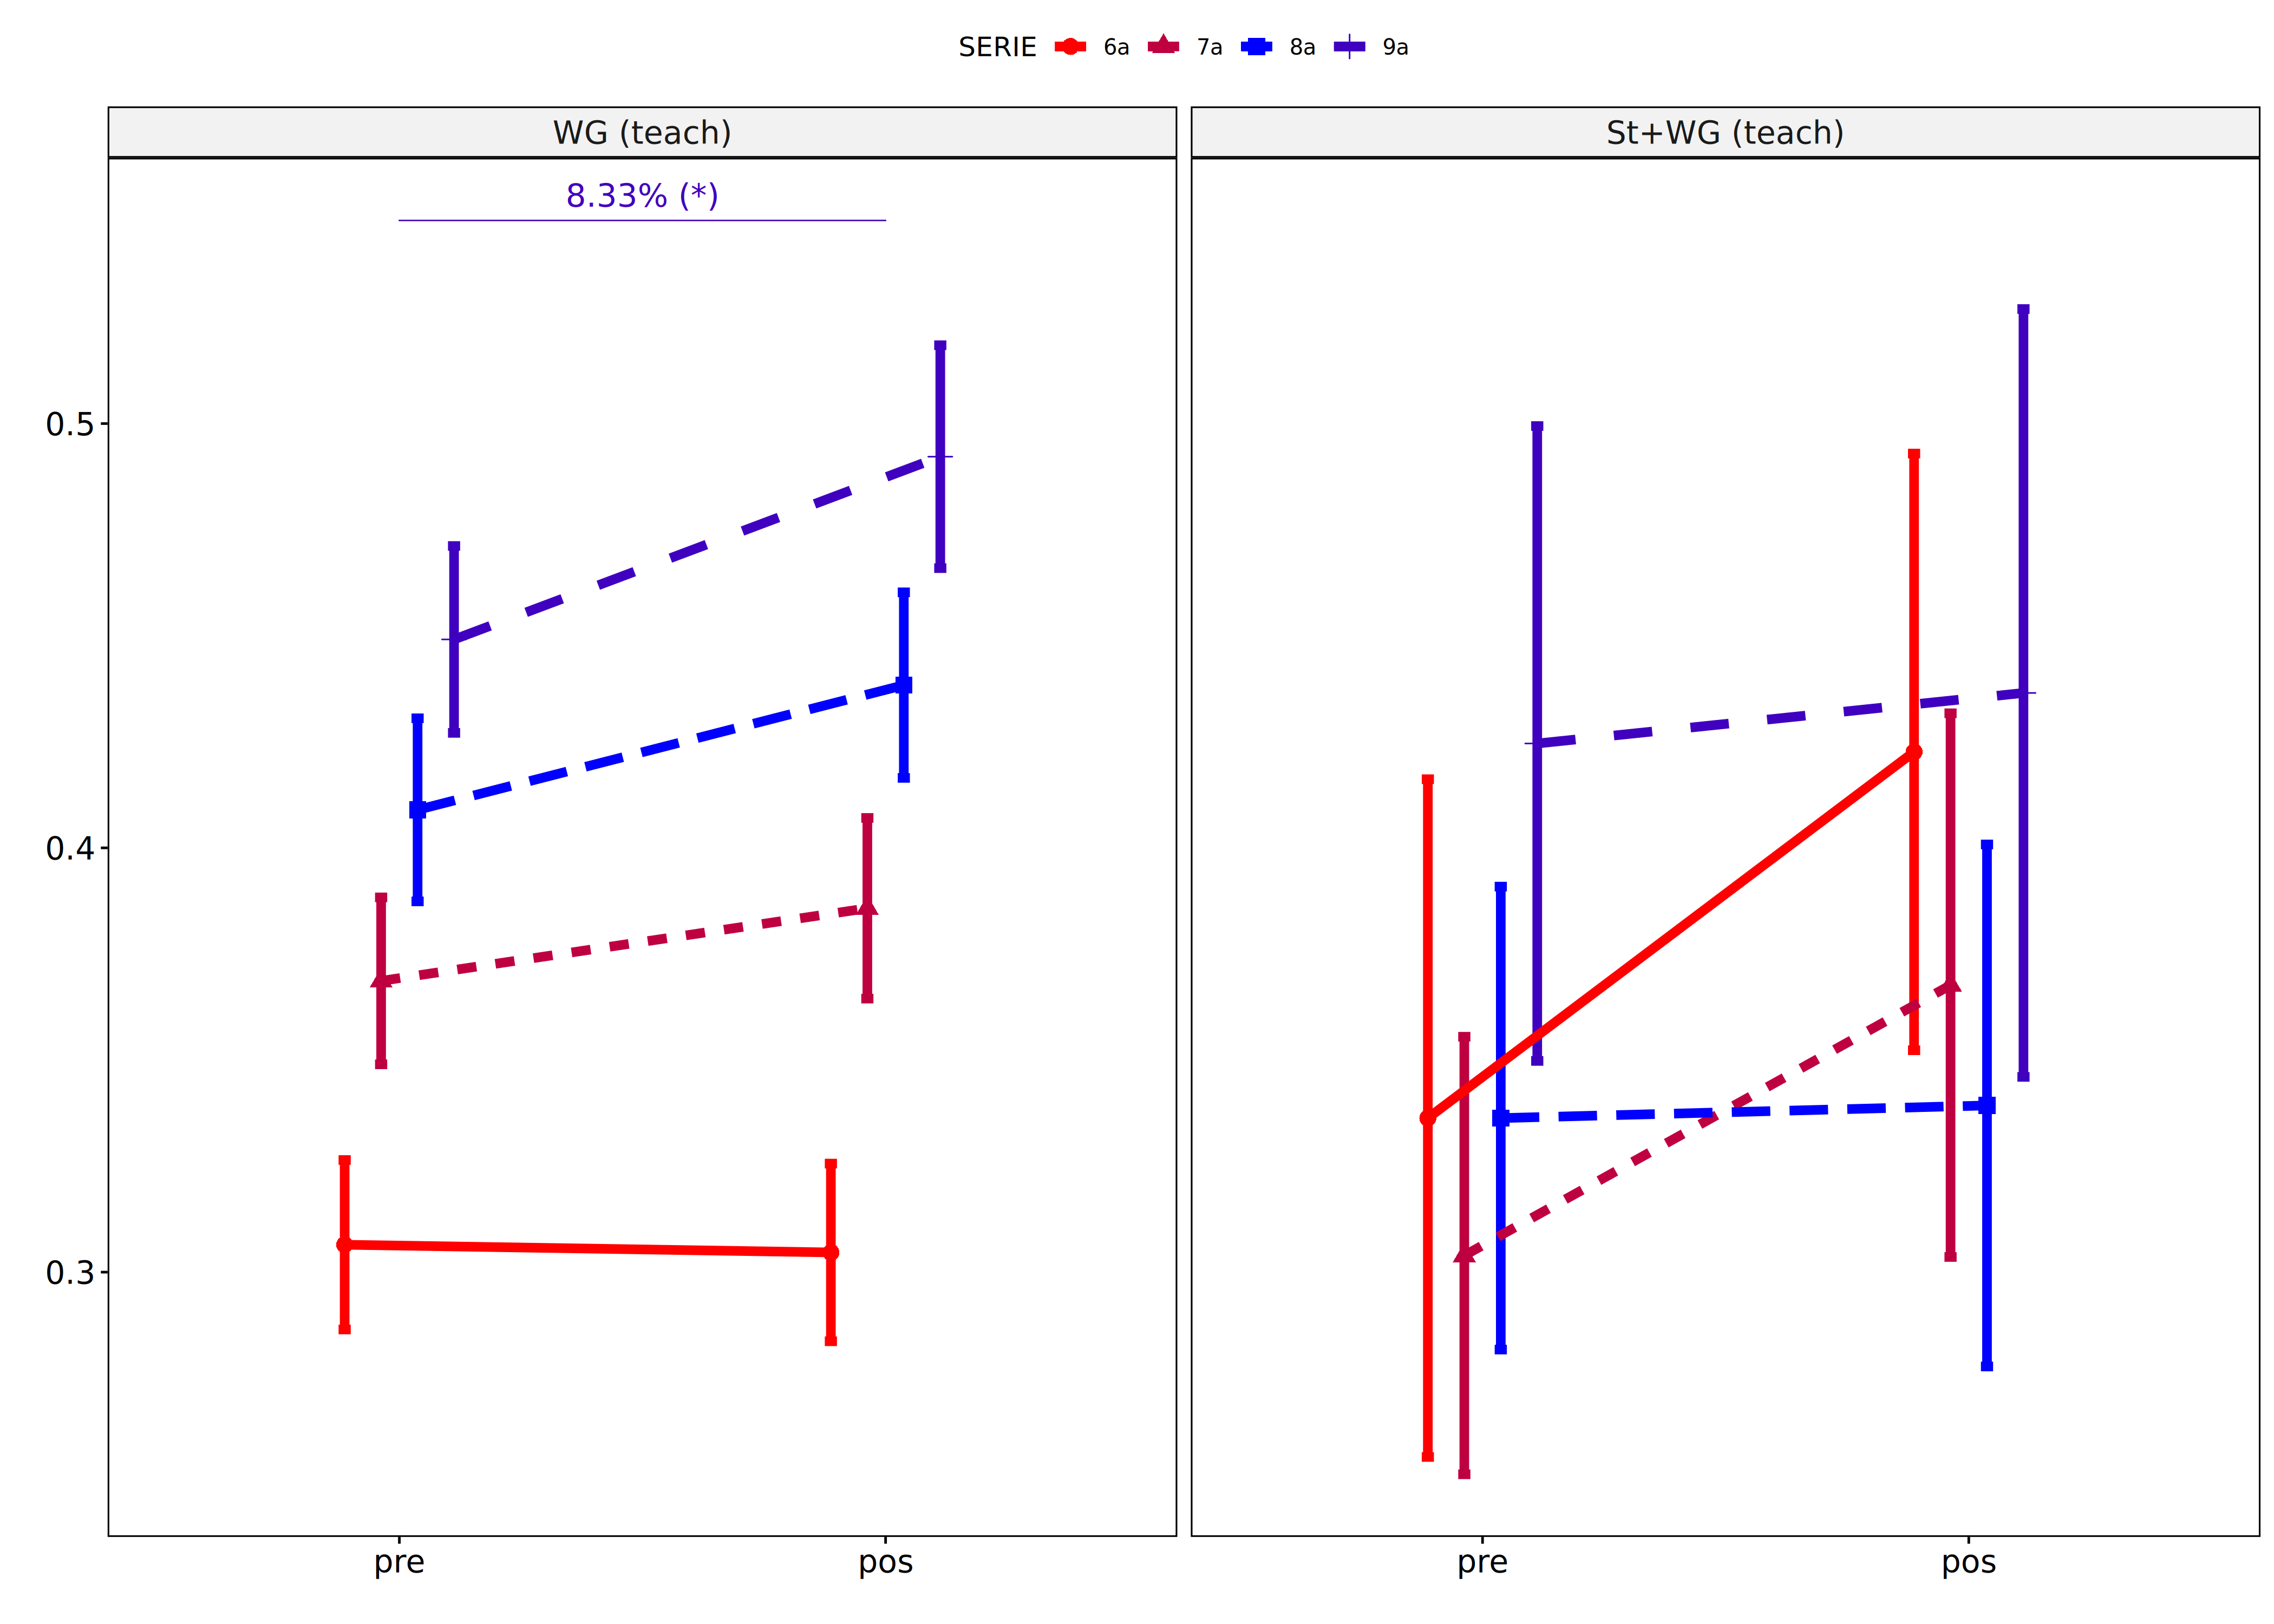 SERIE 6a 7a 8a 9a
WG (teach)
St+WG (teach)
8.33% (*)
0.5
0.4
0.3
pre
pos
pre
pos